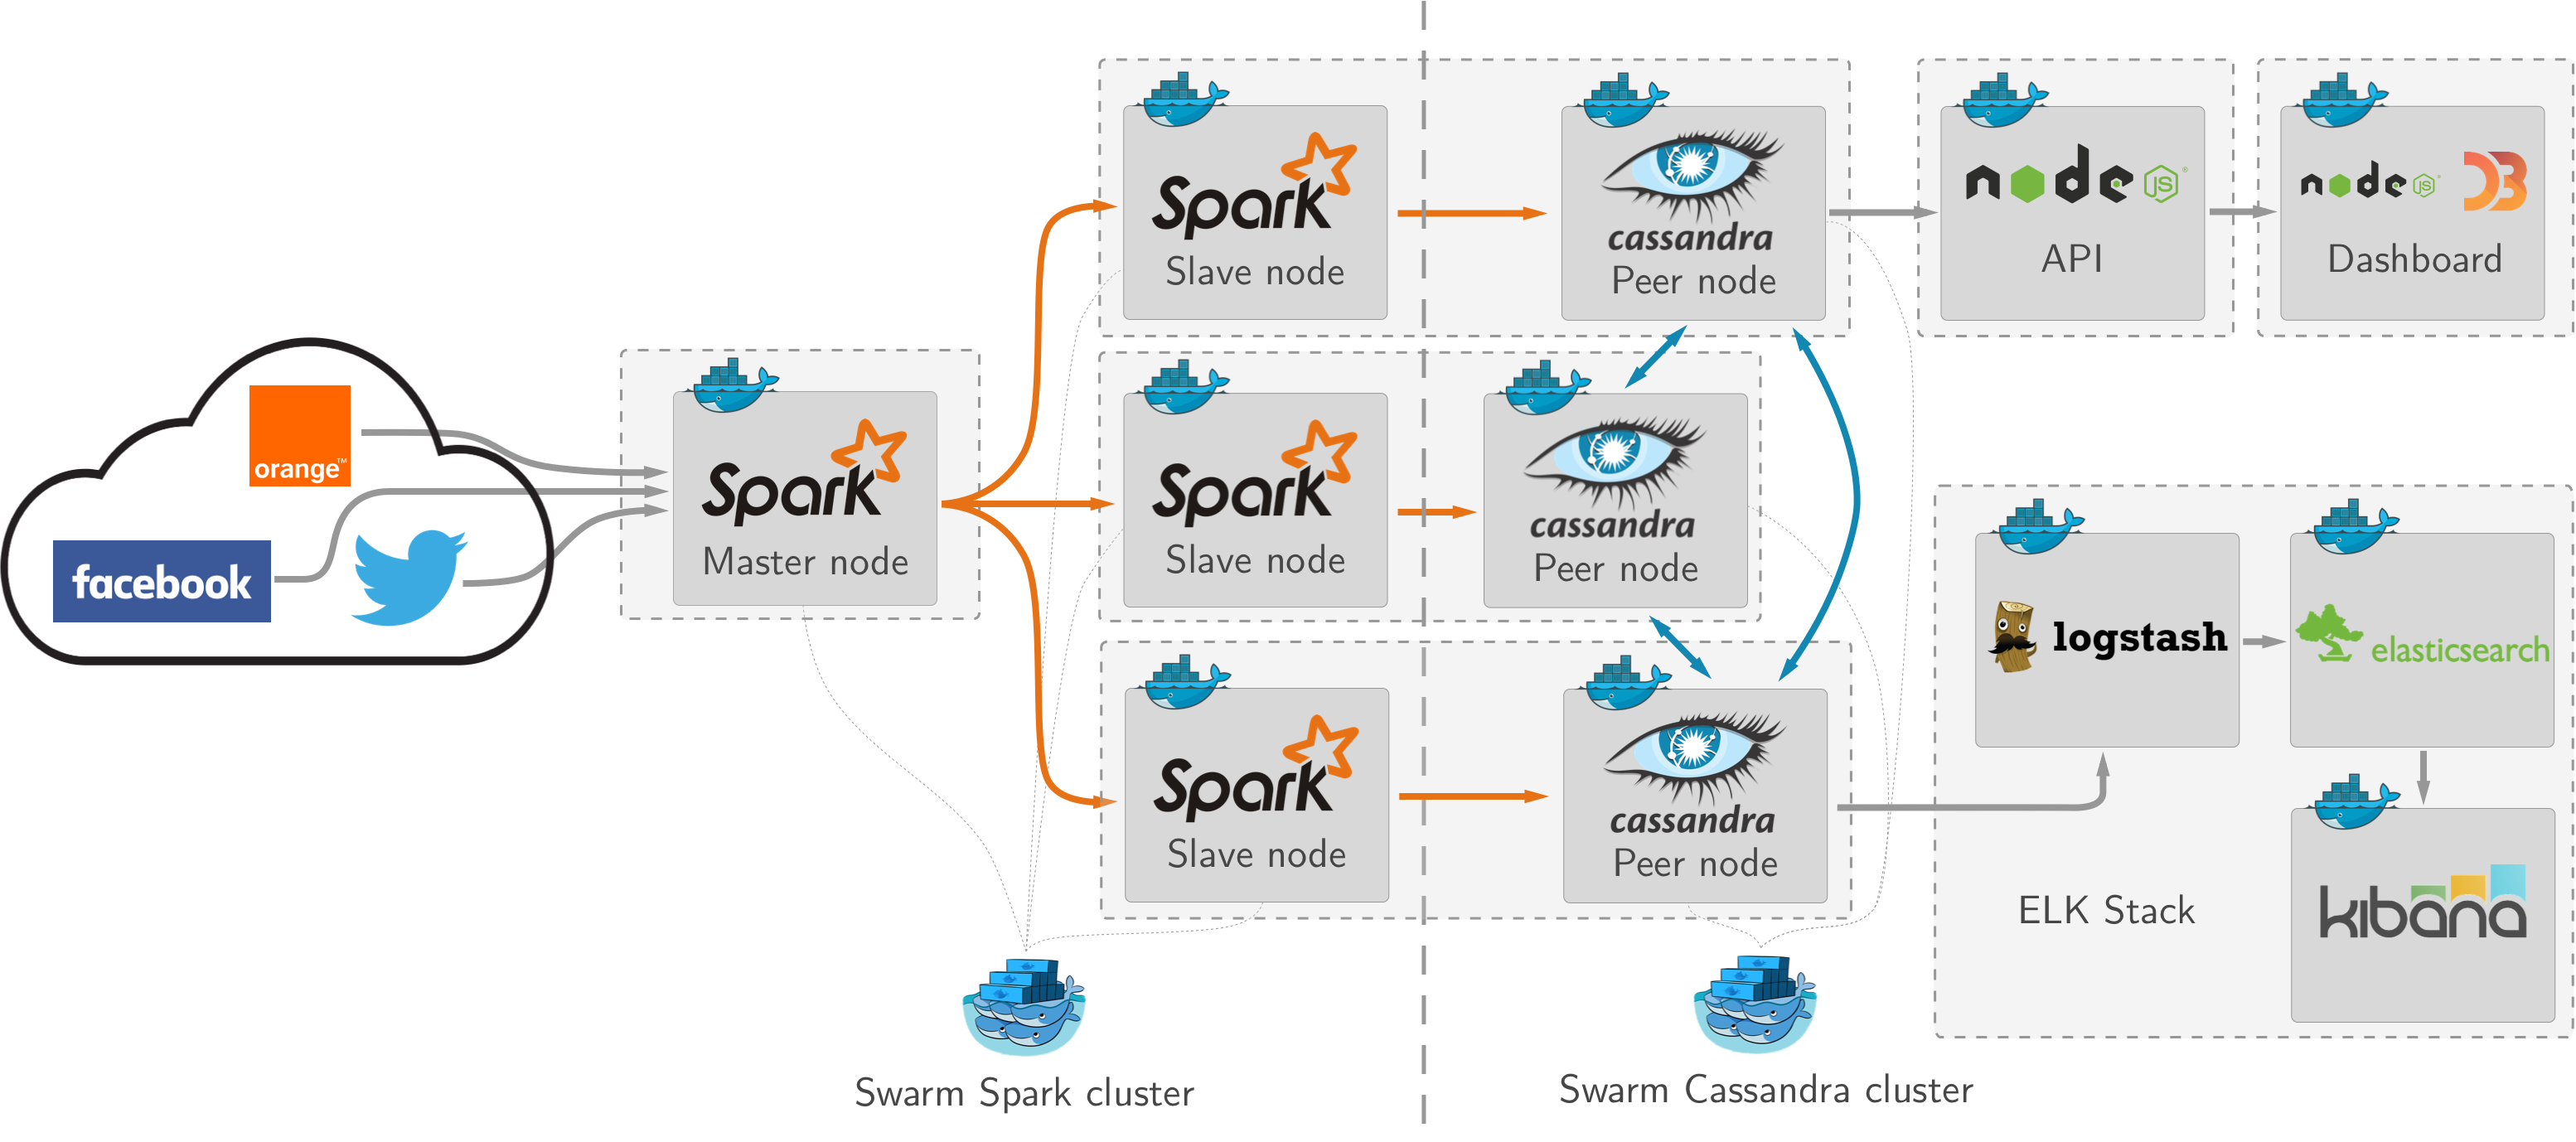 orange™
facebook
Spark
Master node
Spark
Slave node
Spark
Slave node
Spark
Slave node
cassandra
Peer node
cassandra
Peer node
cassandra
Peer node
node JS®
API
node JS D3
Dashboard
logstash
elasticsearch
ELK Stack
kibana
Swarm Spark cluster
Swarm Cassandra cluster